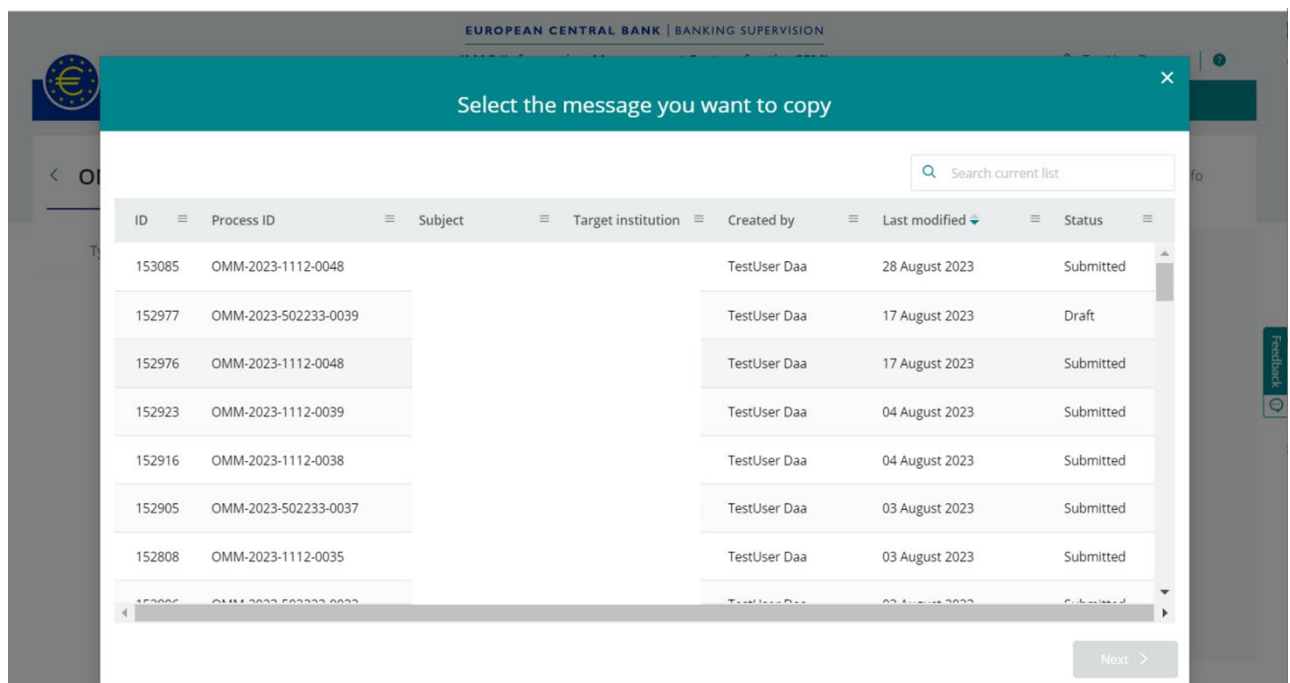 EUROPEAN CENTRAL BANK | BANKING SUPERVISION
Select the message you want to copy
Search current list
Ol
fo
ID Process ID Subject Target institution Created by Last modified Status
Ty
153085 OMM-2023-1112-0048 TestUser Daa 28 August 2023 Submitted
152977 OMM-2023-502233-0039 TestUser Daa 17 August 2023 Draft
152976 OMM-2023-1112-0048 TestUser Daa 17 August 2023 Submitted
Feedback
152923 OMM-2023-1112-0039 TestUser Daa 04 August 2023 Submitted
152916 OMM-2023-1112-0038 TestUser Daa 04 August 2023 Submitted
152905 OMM-2023-502233-0037 TestUser Daa 03 August 2023 Submitted
152808 OMM-2023-1112-0035 TestUser Daa 03 August 2023 Submitted
Next